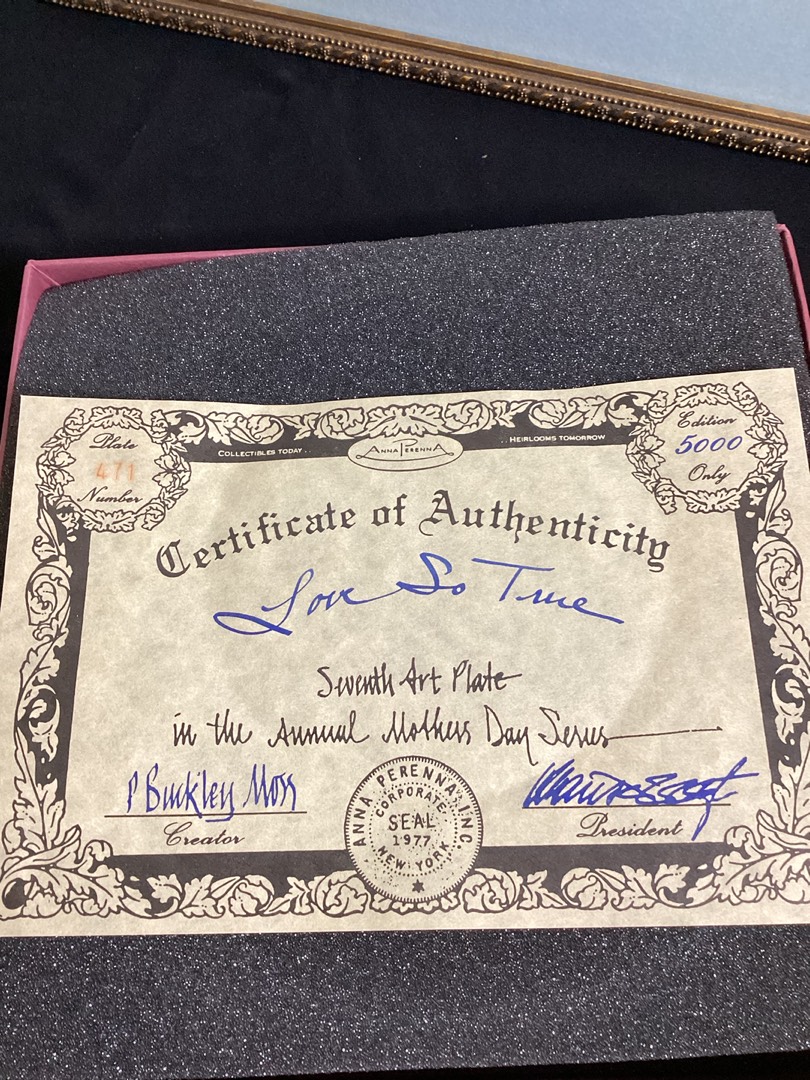 Plate
471
Number
COLLECTIBLES TODAY . .
ANNA PERENNA
. . HEIRLOOMS TOMORROW
Edition
5000
Only
Certificate of Authenticity
Love So True
Seventh Art Plate
in the Annual Mothers Day Series
P Buckley Moss
Creator
ANNA PERENNA, INC.
CORPORATE
SEAL
1977
NEW YORK
President